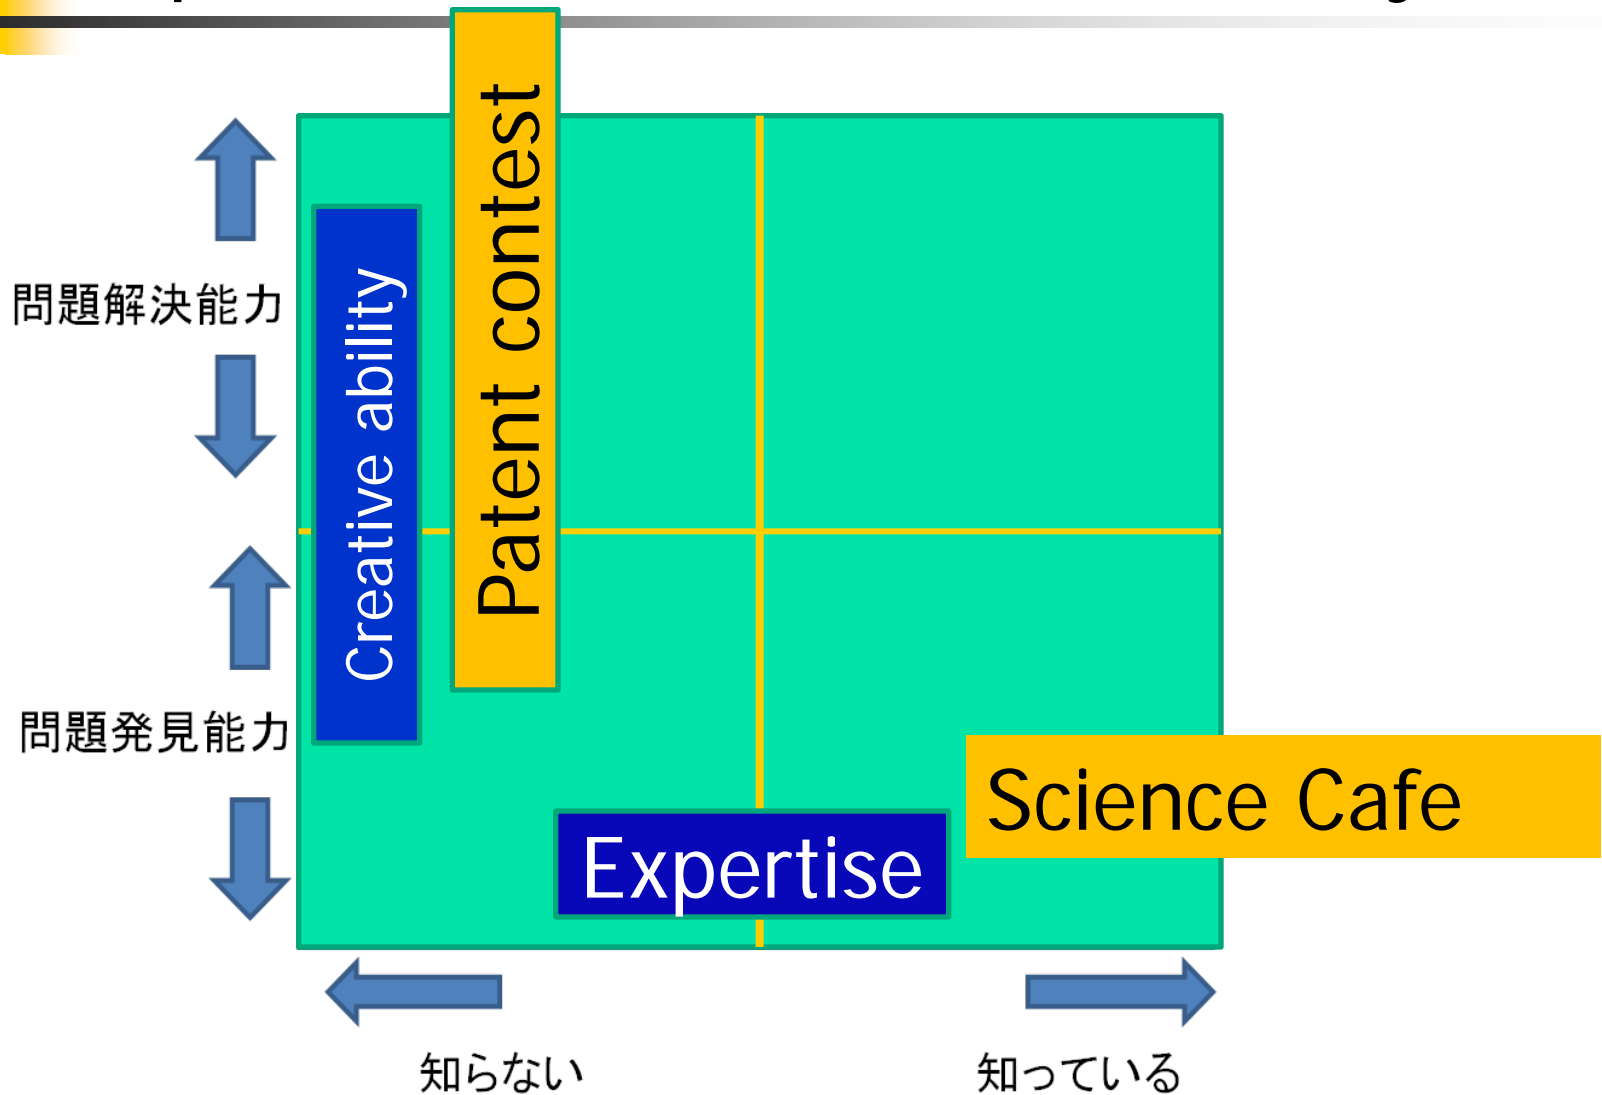 Patent contest
Creative ability
問題解決能力
問題発見能力
Science Cafe
Expertise
知らない
知っている